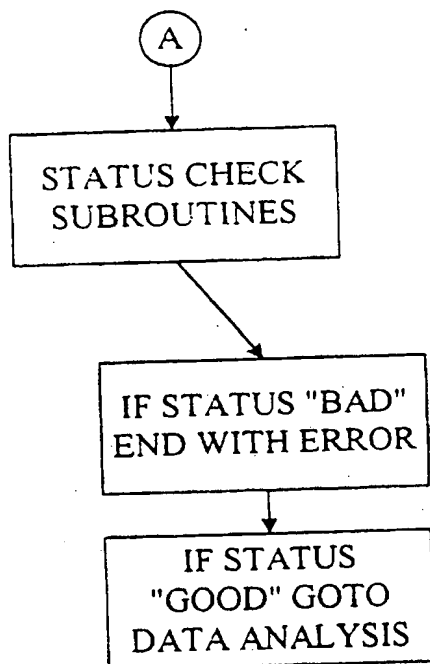 A
STATUS CHECK
SUBROUTINES
IF STATUS "BAD"
END WITH ERROR
IF STATUS
"GOOD" GOTO
DATA ANALYSIS